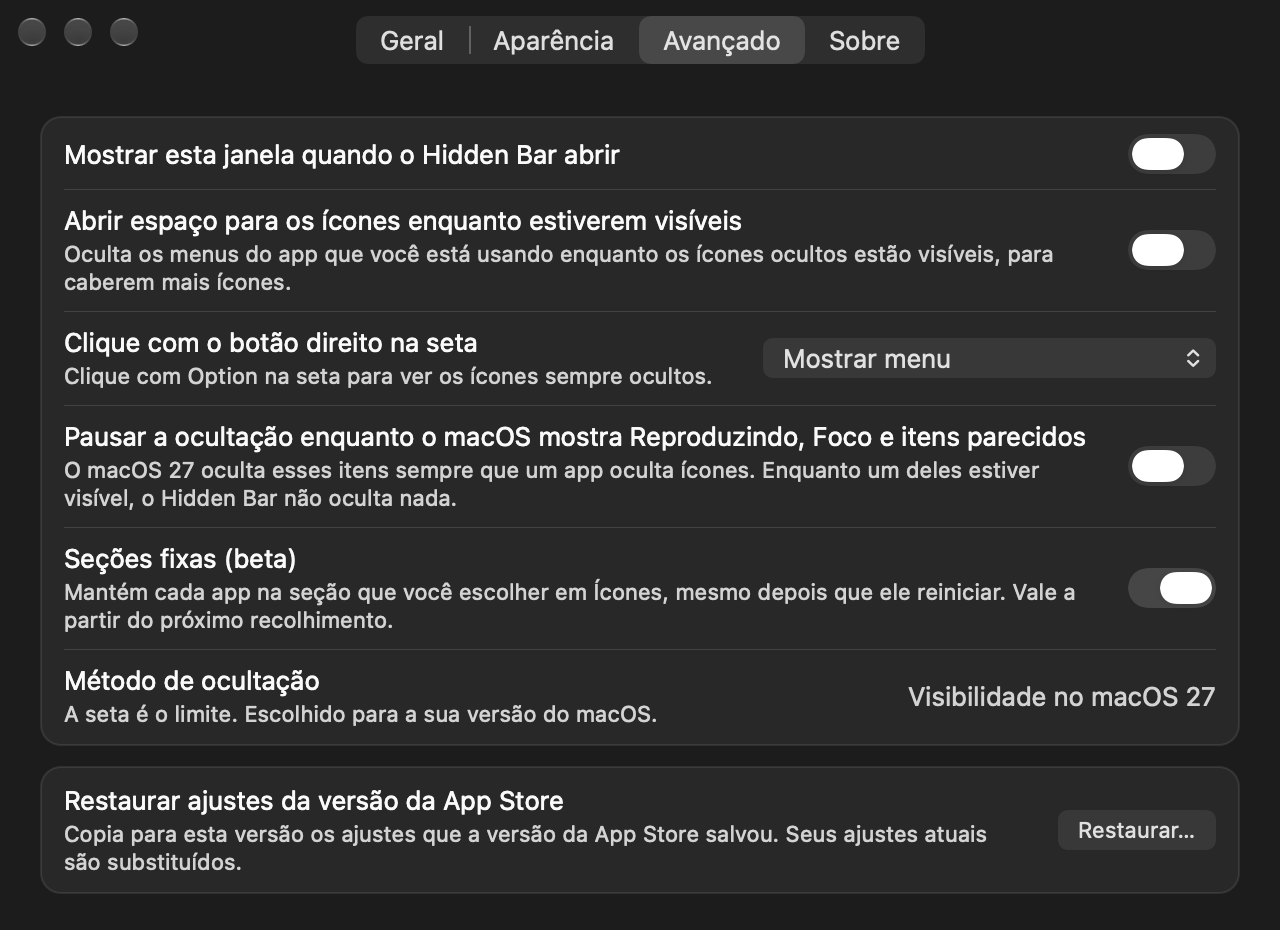 Geral
Aparência
Avançado
Sobre
Mostrar esta janela quando o Hidden Bar abrir
Abrir espaço para os ícones enquanto estiverem visíveis
Oculta os menus do app que você está usando enquanto os ícones ocultos estão visíveis, para
caberem mais ícones.
Clique com o botão direito na seta
Clique com Option na seta para ver os ícones sempre ocultos.
Mostrar menu
Pausar a ocultação enquanto o macOS mostra Reproduzindo, Foco e itens parecidos
O macOS 27 oculta esses itens sempre que um app oculta ícones. Enquanto um deles estiver
visível, o Hidden Bar não oculta nada.
Seções fixas (beta)
Mantém cada app na seção que você escolher em Ícones, mesmo depois que ele reiniciar. Vale a
partir do próximo recolhimento.
Método de ocultação
A seta é o limite. Escolhido para a sua versão do macOS.
Visibilidade no macOS 27
Restaurar ajustes da versão da App Store
Copia para esta versão os ajustes que a versão da App Store salvou. Seus ajustes atuais
são substituídos.
Restaurar...